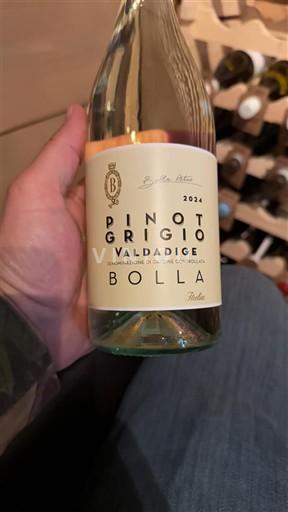 B
2024
PINOT
GRIGIO
VALDADIGE
DENOMINAZIONE DI ORIGINE CONTROLLATA
BOLLA
Italia